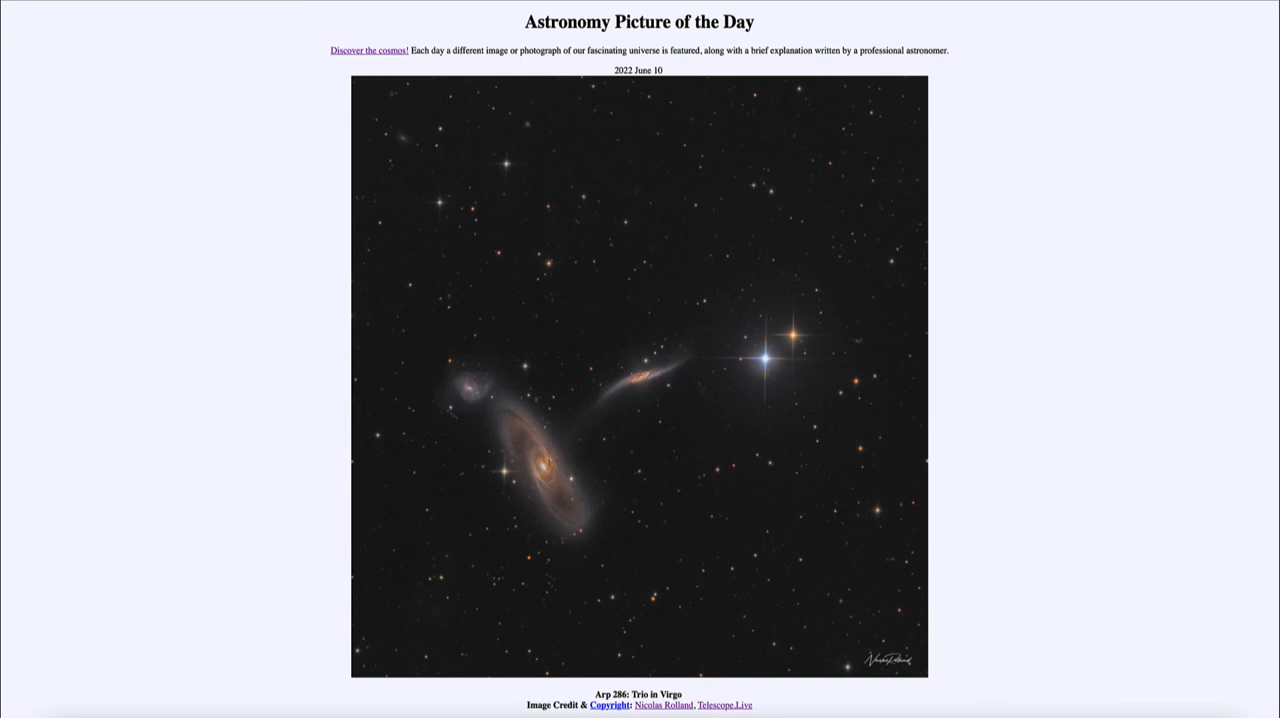 Astronomy Picture of the Day
Discover the cosmos! Each day a different image or photograph of our fascinating universe is featured, along with a brief explanation written by a professional astronomer.
2022 June 10
Nicolas Rolland
Arp 286: Trio in Virgo
Image Credit & Copyright: Nicolas Rolland, Telescope.Live